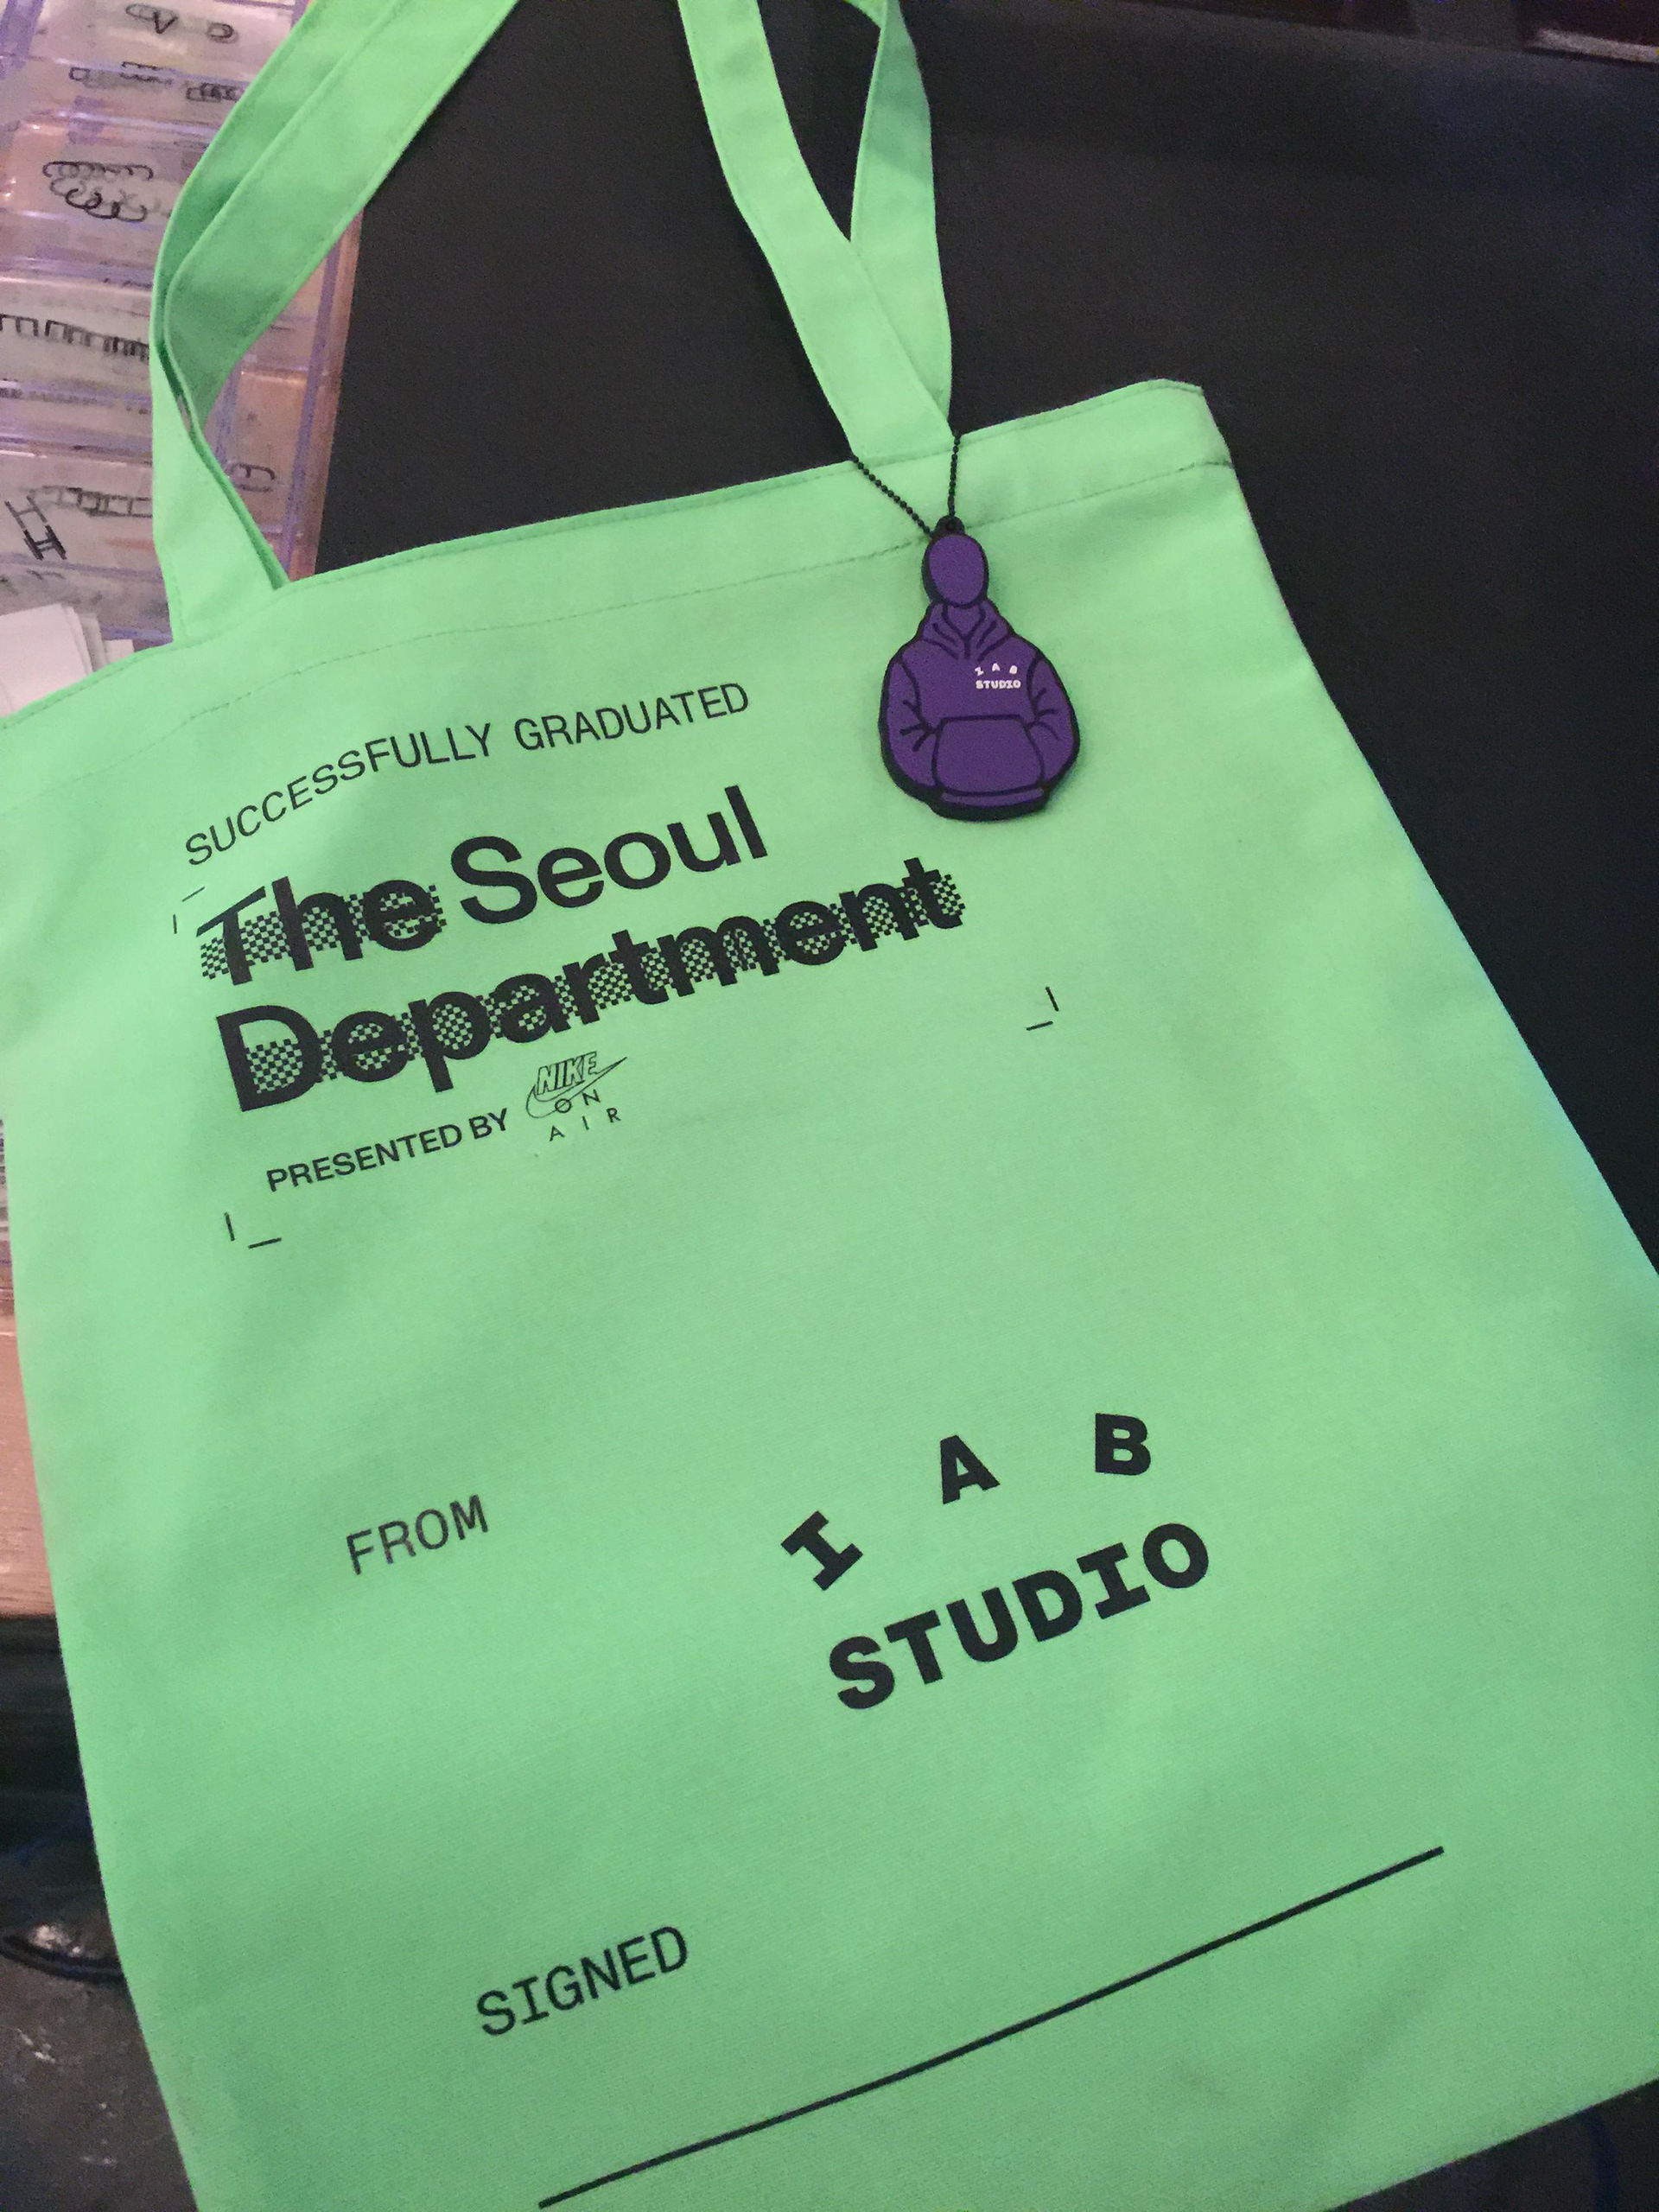 SUCCESSFULLY GRADUATED
The Seoul
Department
PRESENTED BY NIKE
ON
AIR
I A B
STUDIO
FROM
I A B
STUDIO
SIGNED